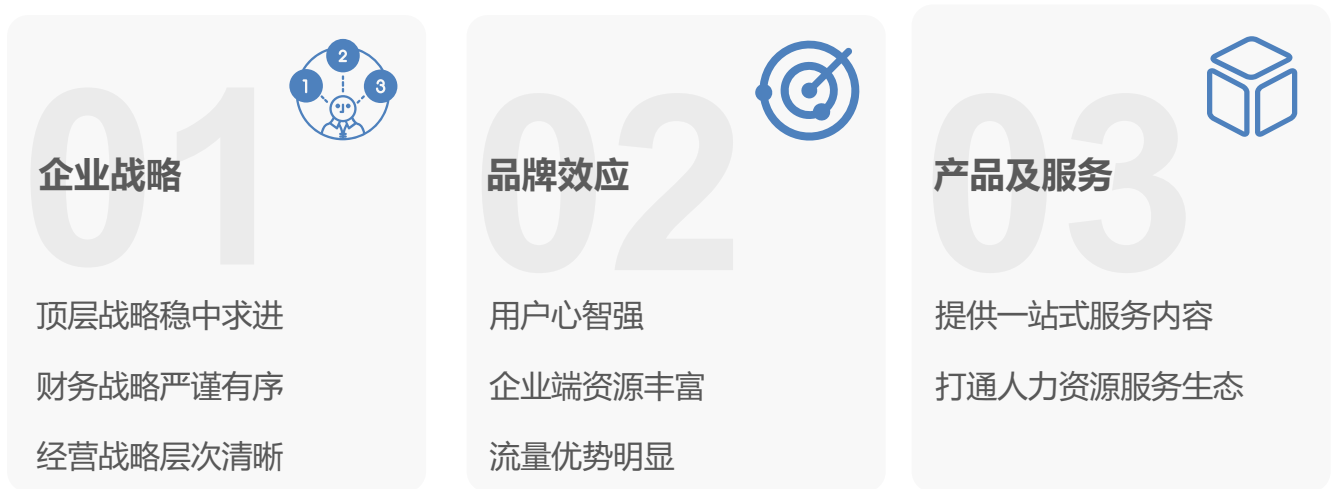 01
1
2
3
企业战略
顶层战略稳中求进
财务战略严谨有序
经营战略层次清晰
02
品牌效应
用户心智强
企业端资源丰富
流量优势明显
03
产品及服务
提供一站式服务内容
打通人力资源服务生态